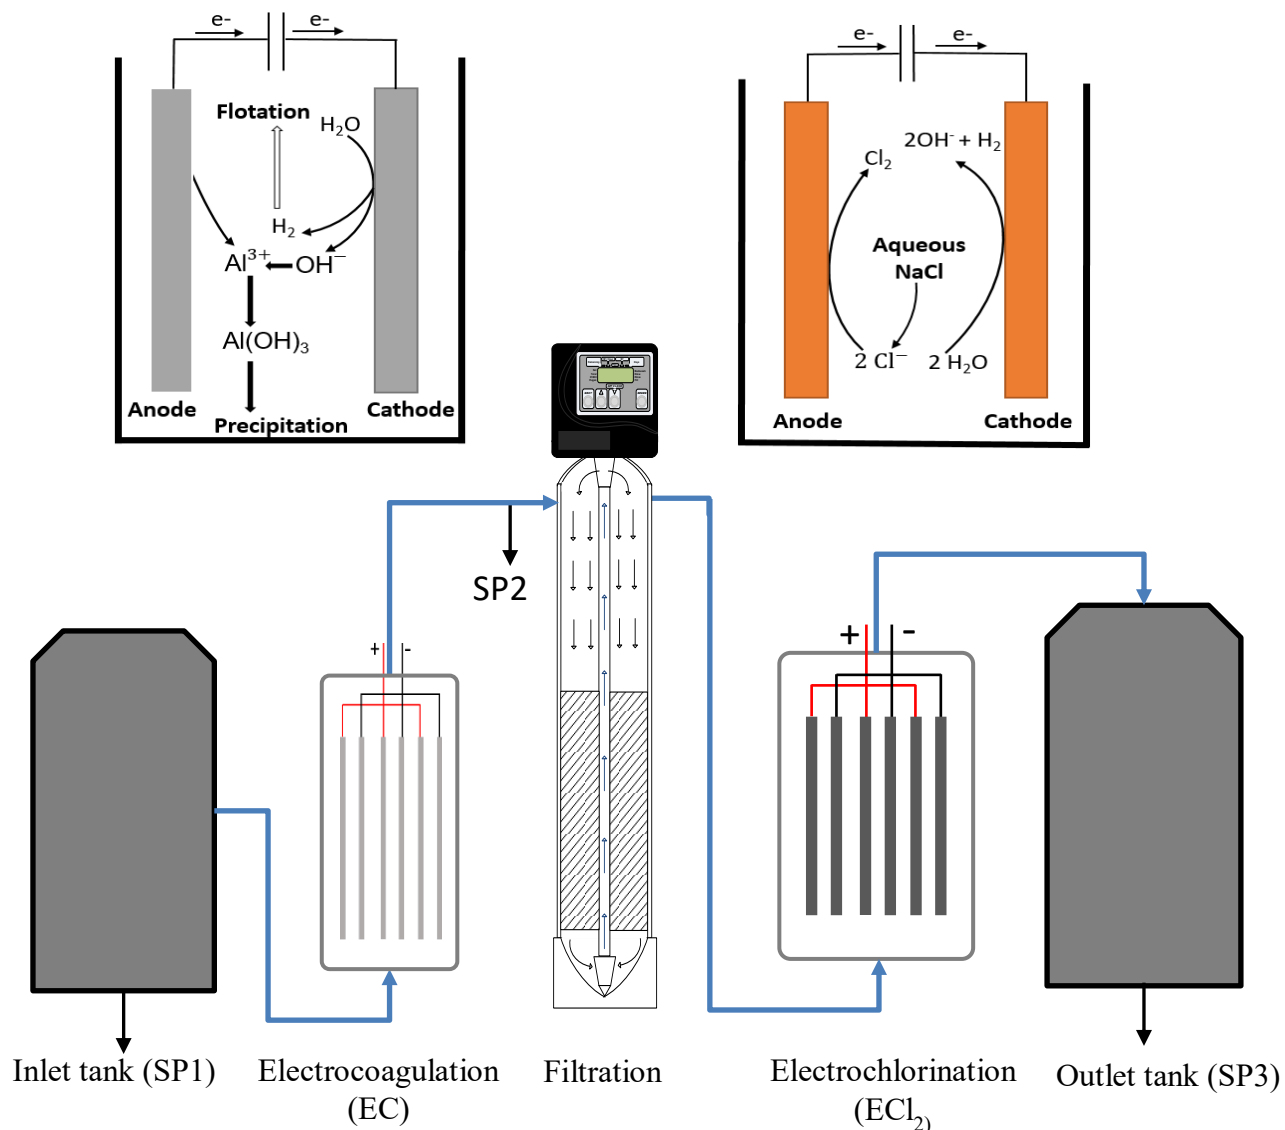 e-
e-
Flotation
H₂O
H₂
Al³⁺
OH⁻
Al(OH)₃
Anode
Cathode
Precipitation
e-
e-
2OH⁻ + H₂
Cl₂
Aqueous
NaCl
2 Cl⁻
2 H₂O
Anode
Cathode
SP2
+
-
+
-
Inlet tank (SP1)
Electrocoagulation
(EC)
Filtration
Electrochlorination
(ECl₂)
Outlet tank (SP3)